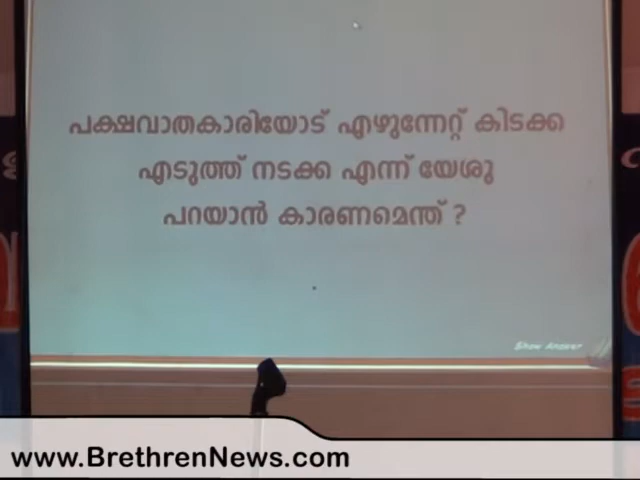 പക്ഷവാതകാരിയോട് എഴുന്നേറ്റ് കിടക്ക
എടുത്ത് നടക്ക എന്ന് യേശു
പറയാൻ കാരണമെന്ത് ?
Show Answer
www.BrethrenNews.com